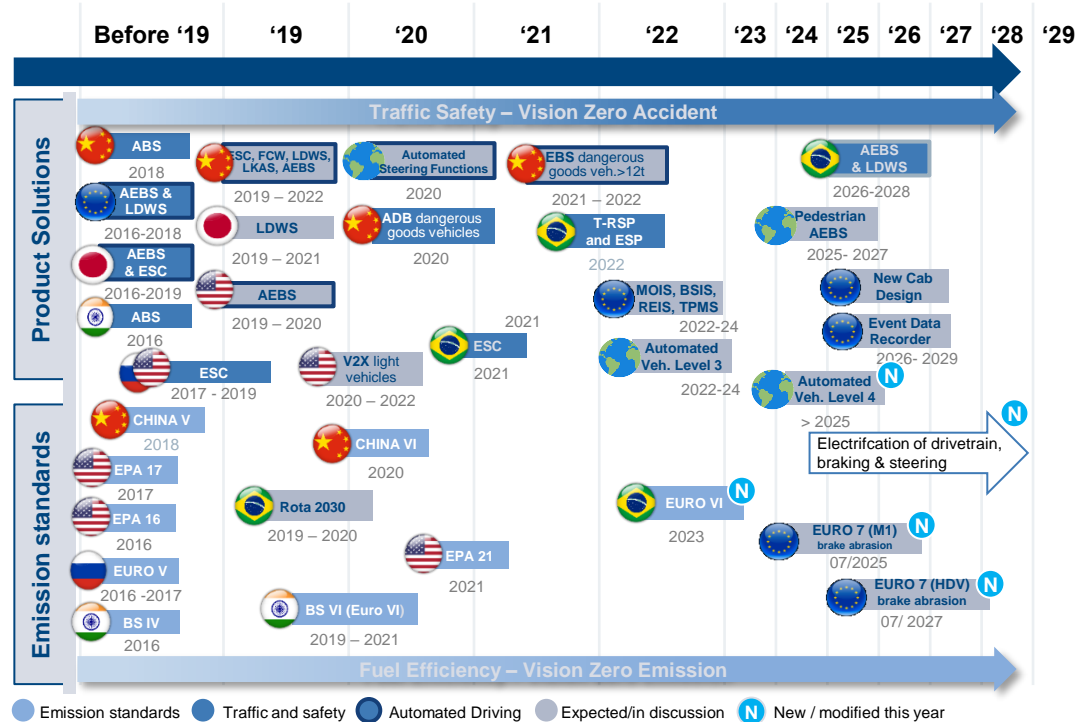 Before ‘19 ‘19 ‘20 ‘21 ‘22 ‘23 ‘24 ‘25 ‘26 ‘27 ‘28 ‘29
Traffic Safety – Vision Zero Accident
Product Solutions
ABS
2018
AEBS &
LDWS
2016-2018
AEBS
& ESC
2016-2019
ABS
2016
ESC
2017 - 2019
ESC, FCW, LDWS,
LKAS, AEBS
2019 – 2022
LDWS
2019 – 2021
AEBS
2019 – 2020
V2X light
vehicles
2020 – 2022
Automated
Steering Functions
2020
ADB dangerous
goods vehicles
2020
2021
ESC
2021
EBS dangerous
goods veh.>12t
2021 – 2022
T-RSP
and ESP
2022
MOIS, BSIS,
REIS, TPMS
2022-24
Automated
Veh. Level 3
2022-24
AEBS
& LDWS
2026-2028
Pedestrian
AEBS
2025- 2027
New Cab
Design
Event Data
Recorder
2026- 2029
Automated
Veh. Level 4
N
> 2025
N
Electrifcation of drivetrain,
braking & steering
Emission standards
CHINA V
2018
EPA 17
2017
EPA 16
2016
EURO V
2016 -2017
BS IV
2016
CHINA VI
2020
Rota 2030
2019 – 2020
EPA 21
2021
BS VI (Euro VI)
2019 – 2021
EURO VI
N
2023
EURO 7 (M1)
brake abrasion
N
07/2025
EURO 7 (HDV)
brake abrasion
N
07/ 2027
Fuel Efficiency – Vision Zero Emission
Emission standards
Traffic and safety
Automated Driving
Expected/in discussion
N New / modified this year